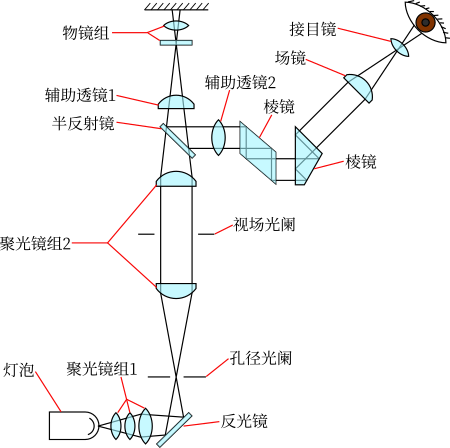 物镜组
接目镜
场镜
辅助透镜2
辅助透镜1
棱镜
半反射镜
棱镜
视场光阑
聚光镜组2
孔径光阑
灯泡
聚光镜组1
反光镜